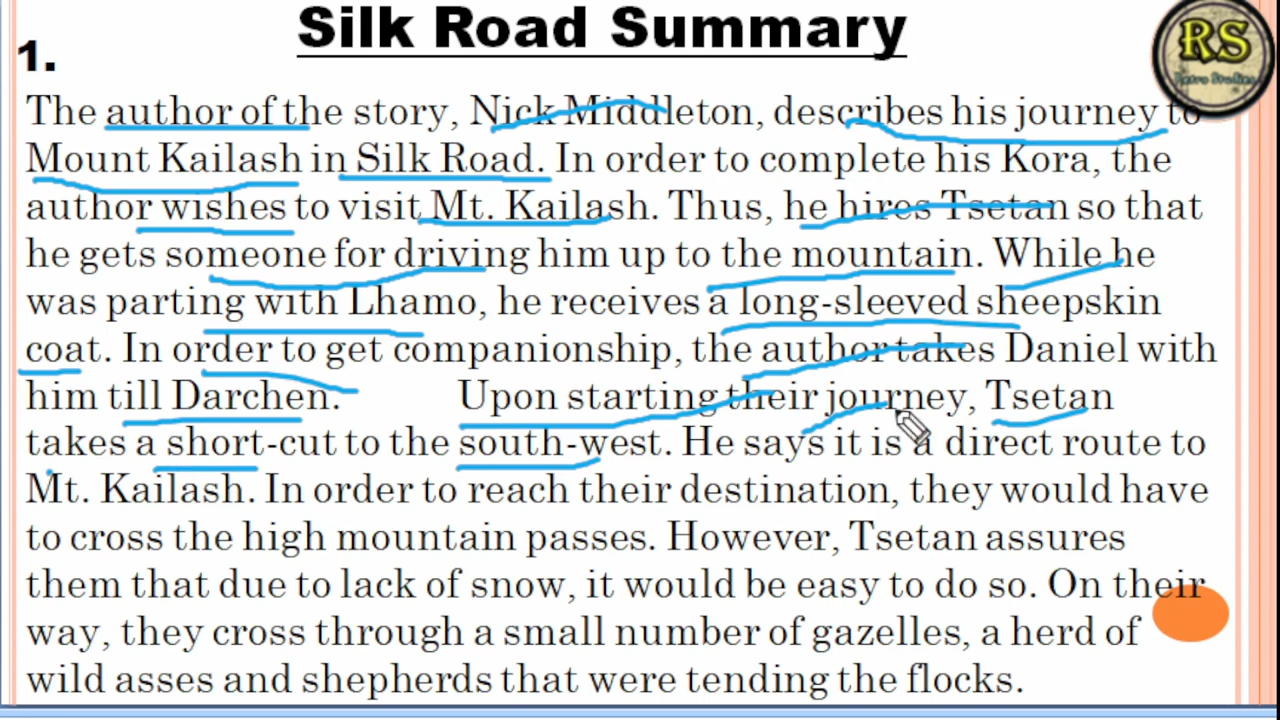 Silk Road Summary
RS
Retro Studies
1.
The author of the story, Nick Middleton, describes his journey to
Mount Kailash in Silk Road. In order to complete his Kora, the
author wishes to visit Mt. Kailash. Thus, he hires Tsetan so that
he gets someone for driving him up to the mountain. While he
was parting with Lhamo, he receives a long-sleeved sheepskin
coat. In order to get companionship, the author takes Daniel with
him till Darchen. Upon starting their journey, Tsetan
takes a short-cut to the south-west. He says it is a direct route to
Mt. Kailash. In order to reach their destination, they would have
to cross the high mountain passes. However, Tsetan assures
them that due to lack of snow, it would be easy to do so. On their
way, they cross through a small number of gazelles, a herd of
wild asses and shepherds that were tending the flocks.